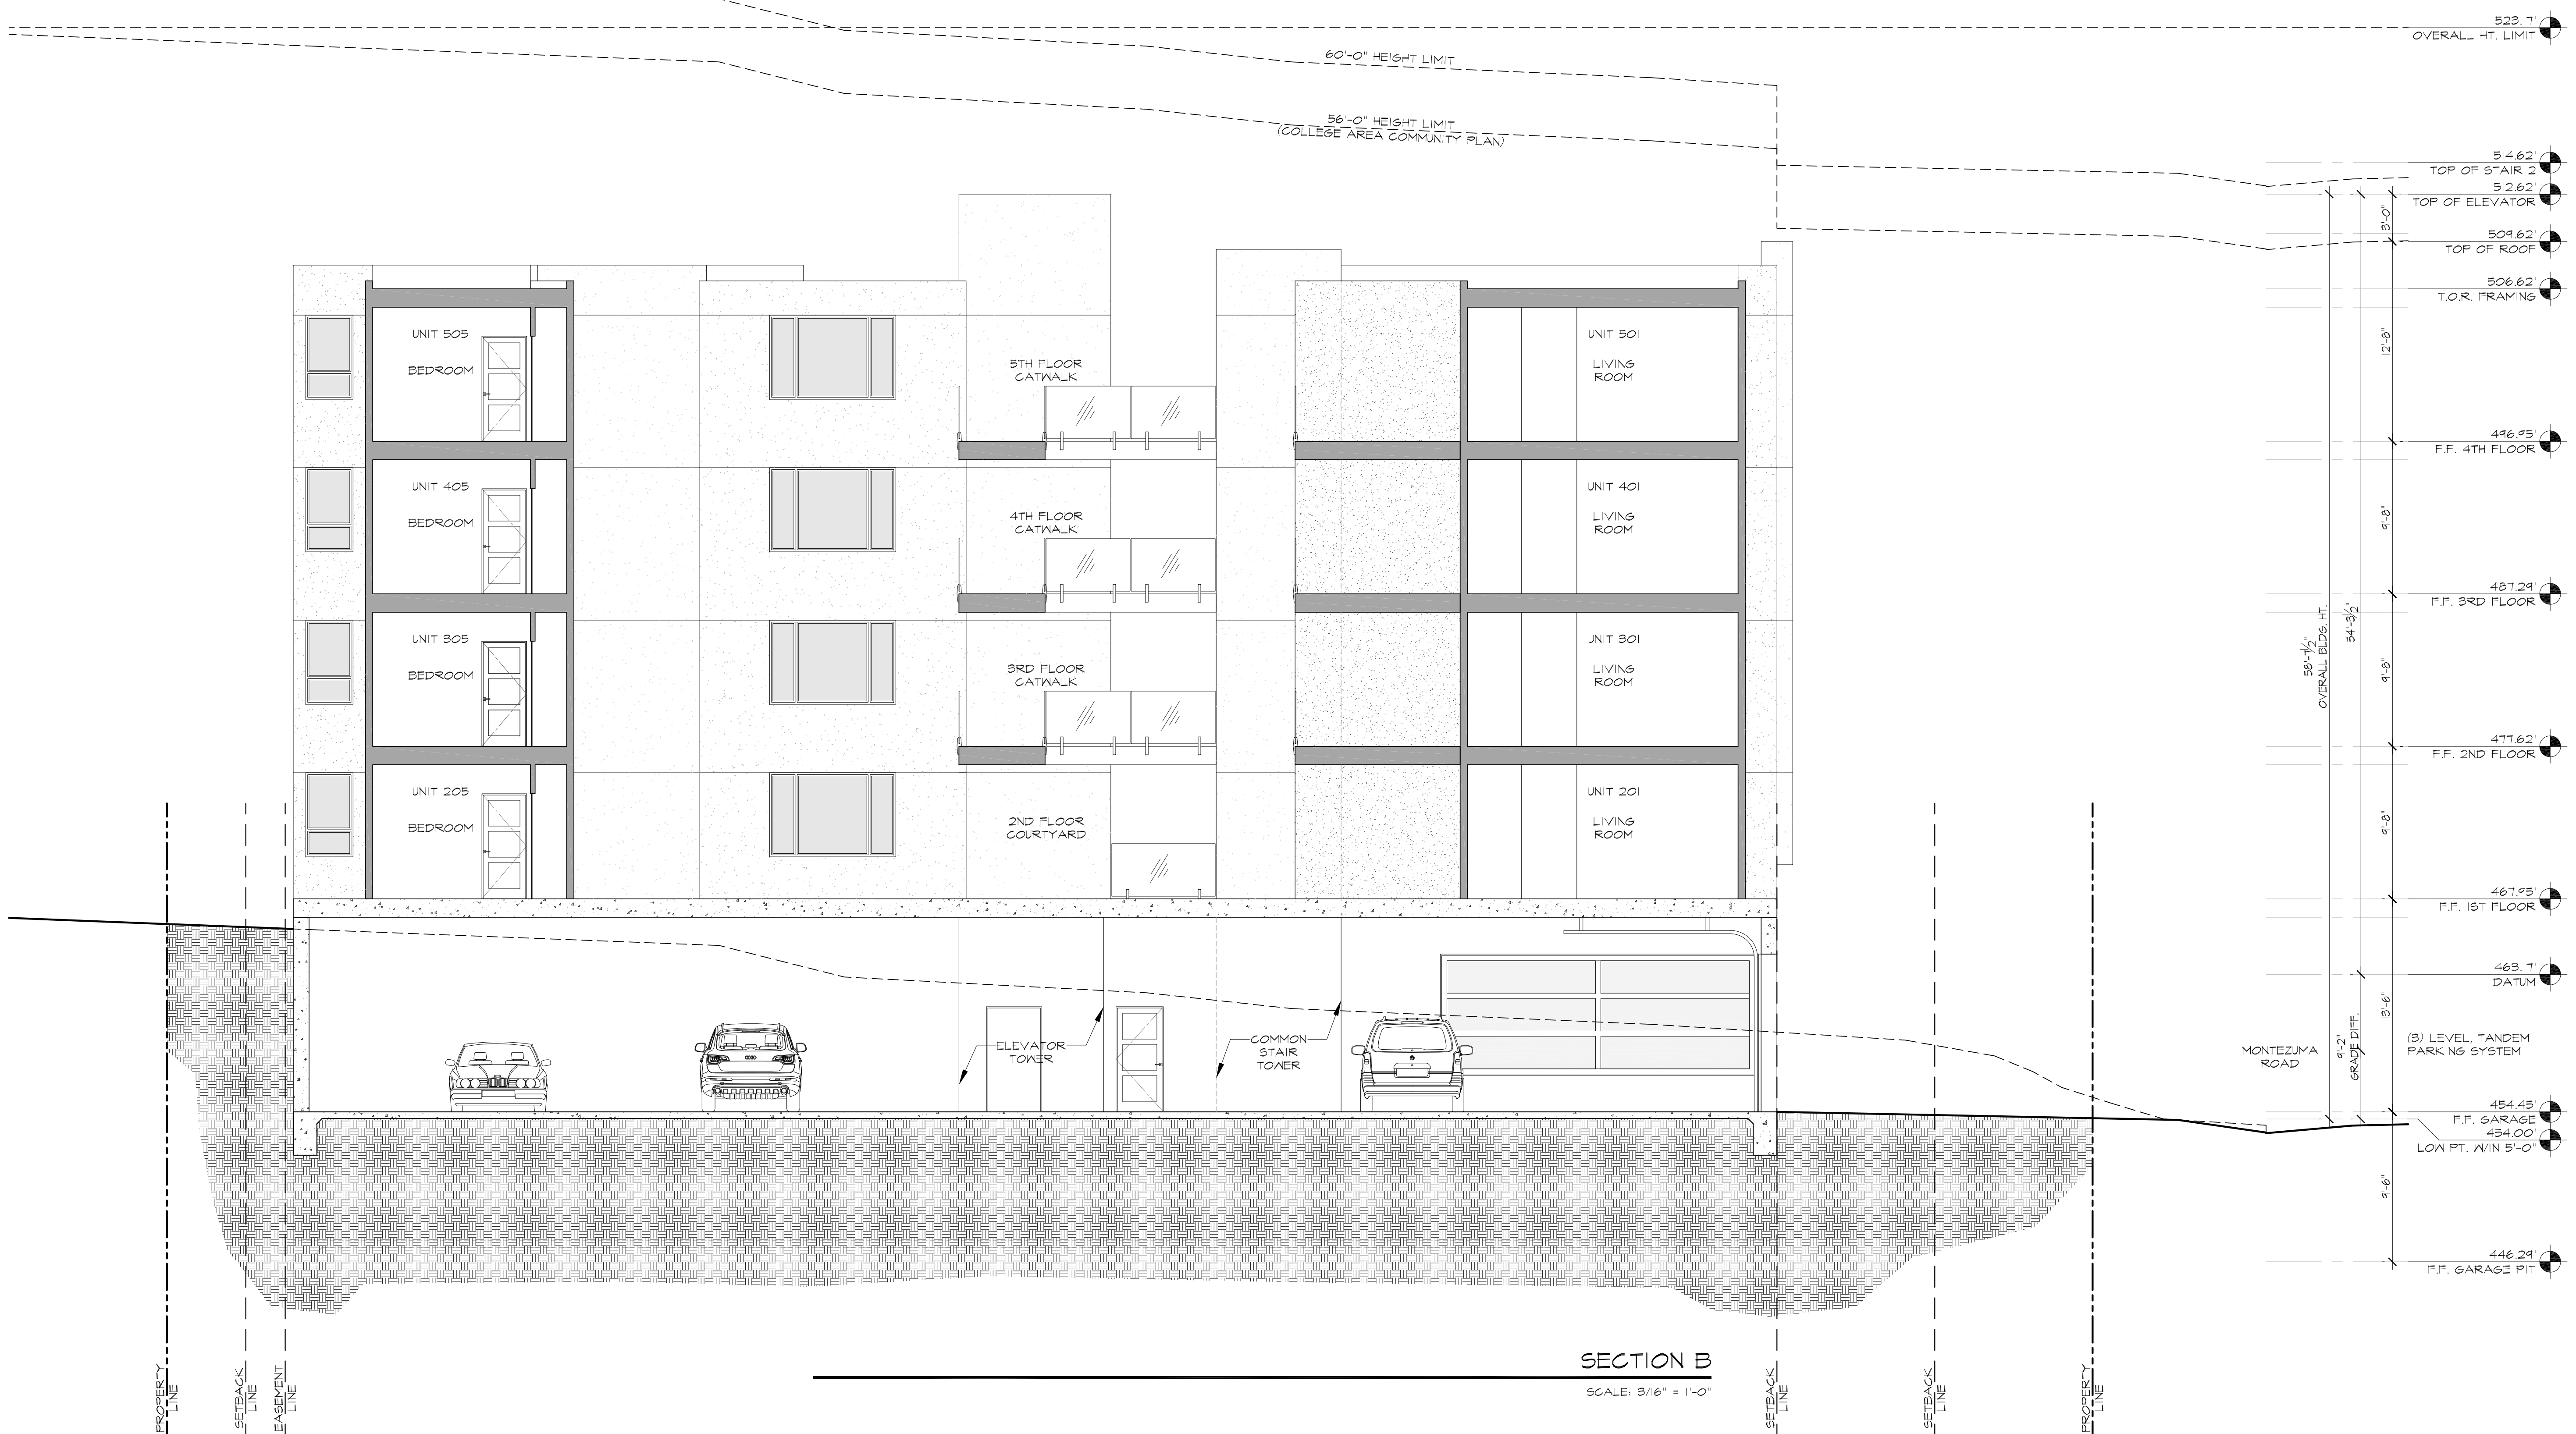 523.17'
OVERALL HT. LIMIT
60'-0" HEIGHT LIMIT
56'-0" HEIGHT LIMIT
(COLLEGE AREA COMMUNITY PLAN)
514.62'
TOP OF STAIR 2
512.62'
TOP OF ELEVATOR
3'-0"
509.62'
TOP OF ROOF
506.62'
T.O.R. FRAMING
UNIT 505
BEDROOM
5TH FLOOR
CATWALK
UNIT 501
LIVING
ROOM
12'-8"
496.95'
F.F. 4TH FLOOR
UNIT 405
BEDROOM
4TH FLOOR
CATWALK
UNIT 401
LIVING
ROOM
9'-8"
487.29'
F.F. 3RD FLOOR
UNIT 305
BEDROOM
3RD FLOOR
CATWALK
UNIT 301
LIVING
ROOM
58'-7 1/2"
OVERALL BLDG. HT.
54'-3 1/2"
9'-8"
477.62'
F.F. 2ND FLOOR
UNIT 205
BEDROOM
2ND FLOOR
COURTYARD
UNIT 201
LIVING
ROOM
9'-8"
467.95'
F.F. 1ST FLOOR
463.17'
DATUM
13'-6"
ELEVATOR
TOWER
COMMON
STAIR
TOWER
MONTEZUMA
ROAD
9'-2"
GRADE DIFF.
(3) LEVEL, TANDEM
PARKING SYSTEM
454.45'
F.F. GARAGE
454.00'
LOW PT. W/IN 5'-0"
9'-6"
446.29'
F.F. GARAGE PIT
SECTION B
SCALE: 3/16" = 1'-0"
PROPERTY
LINE
SETBACK
LINE
EASEMENT
LINE
SETBACK
LINE
SETBACK
LINE
PROPERTY
LINE